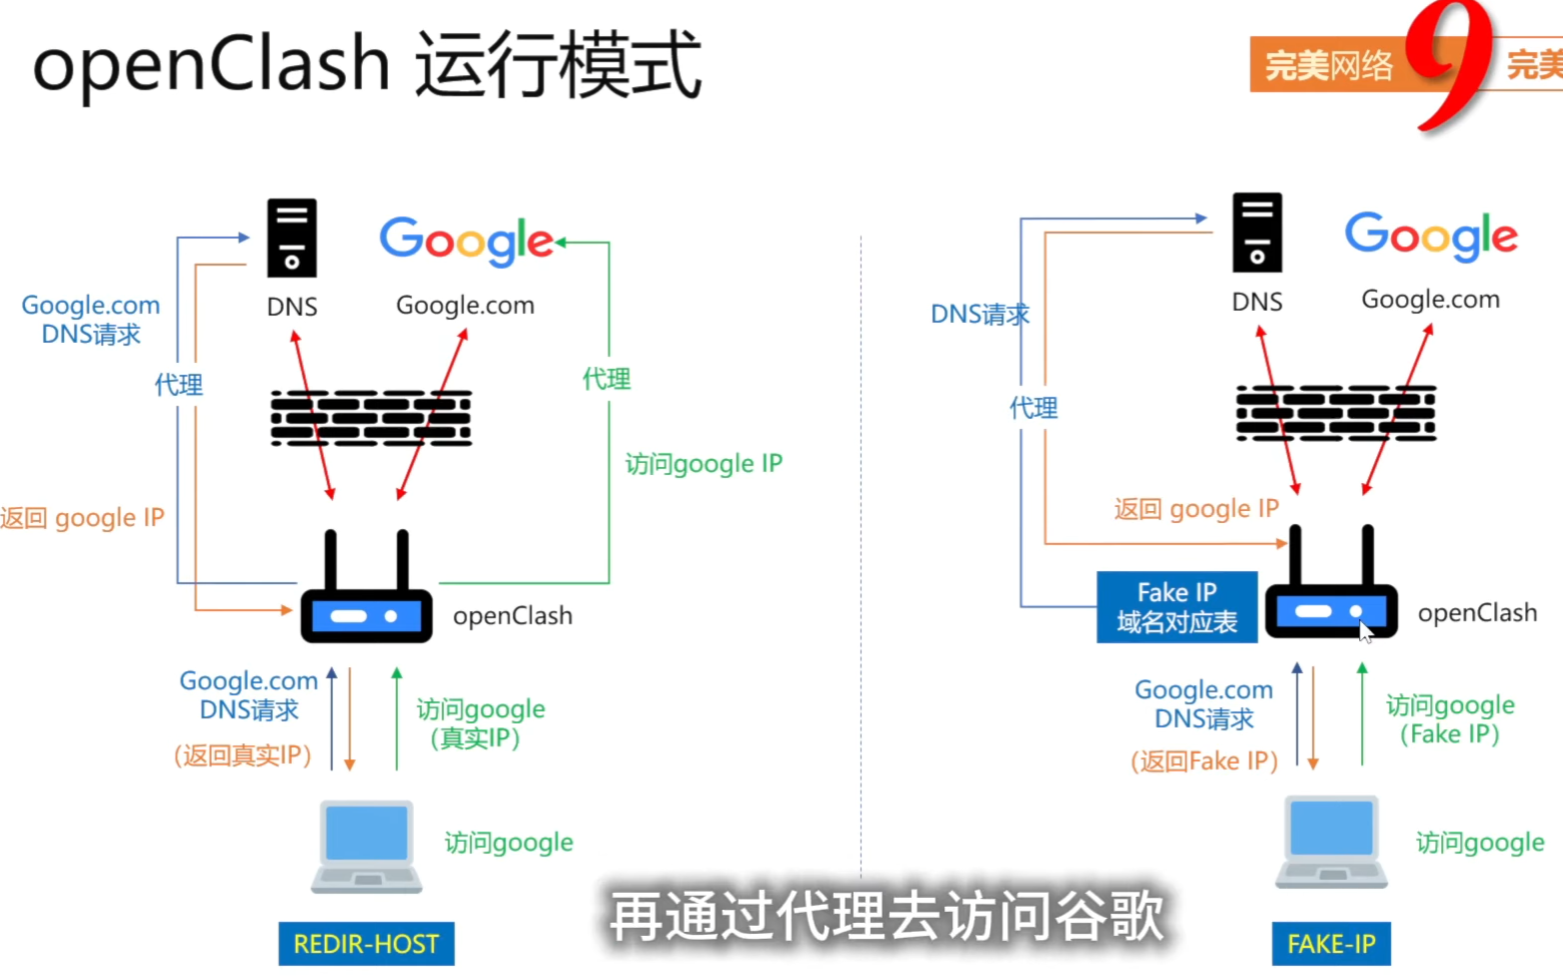 openClash 运行模式
完美网络
9
完美
DNS
Google
Google.com
Google.com
DNS请求
代理
代理
访问google IP
返回 google IP
openClash
Google.com
DNS请求
(返回真实IP)
访问google
(真实IP)
访问google
REDIR-HOST
DNS
Google
Google.com
DNS请求
代理
返回 google IP
Fake IP
域名对应表
openClash
Google.com
DNS请求
(返回Fake IP)
访问google
(Fake IP)
访问google
FAKE-IP
再通过代理去访问谷歌